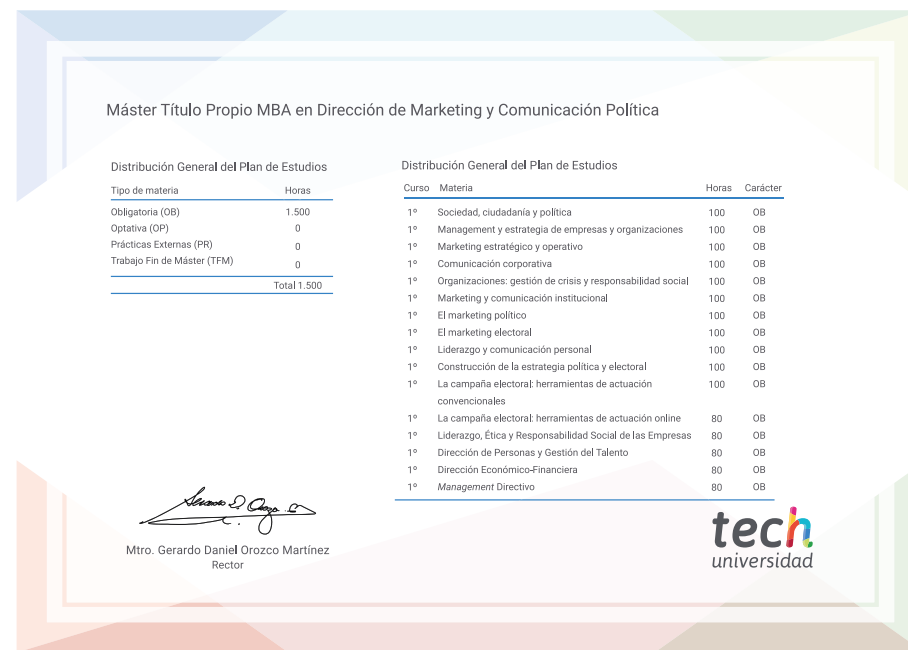 Máster Título Propio MBA en Dirección de Marketing y Comunicación Política
Distribución General del Plan de Estudios
Tipo de materia Horas
Obligatoria (OB) 1.500
Optativa (OP) 0
Prácticas Externas (PR) 0
Trabajo Fin de Máster (TFM) 0
Total 1.500
Distribución General del Plan de Estudios
Curso Materia Horas Carácter
1º Sociedad, ciudadanía y política 100 OB
1º Management y estrategia de empresas y organizaciones 100 OB
1º Marketing estratégico y operativo 100 OB
1º Comunicación corporativa 100 OB
1º Organizaciones: gestión de crisis y responsabilidad social 100 OB
1º Marketing y comunicación institucional 100 OB
1º El marketing político 100 OB
1º El marketing electoral 100 OB
1º Liderazgo y comunicación personal 100 OB
1º Construcción de la estrategia política y electoral 100 OB
1º La campaña electoral: herramientas de actuación 100 OB
convencionales
1º La campaña electoral: herramientas de actuación online 80 OB
1º Liderazgo, Ética y Responsabilidad Social de las Empresas 80 OB
1º Dirección de Personas y Gestión del Talento 80 OB
1º Dirección Económico-Financiera 80 OB
1º Management Directivo 80 OB
Mtro. Gerardo Daniel Orozco Martínez
Rector
tech
universidad